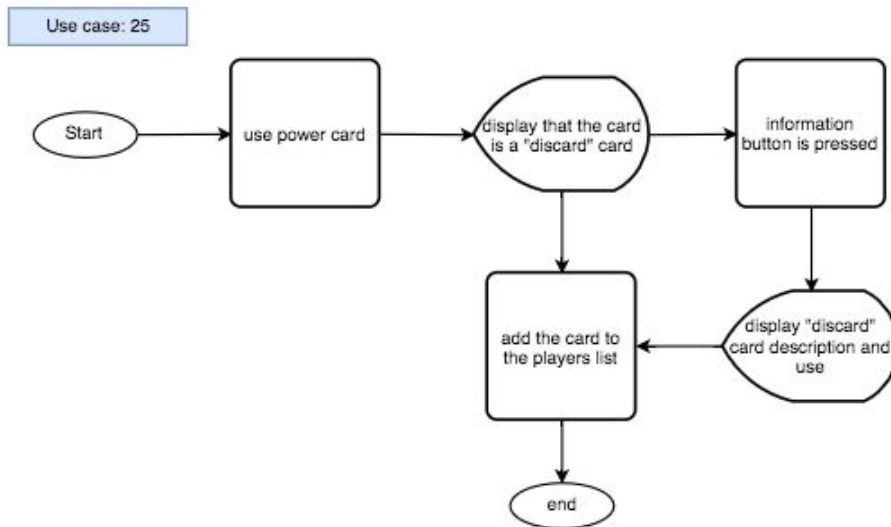 Use case: 25
Start
use power card
display that the card
is a "discard" card
information
button is pressed
add the card to
the players list
display "discard"
card description and
use
end